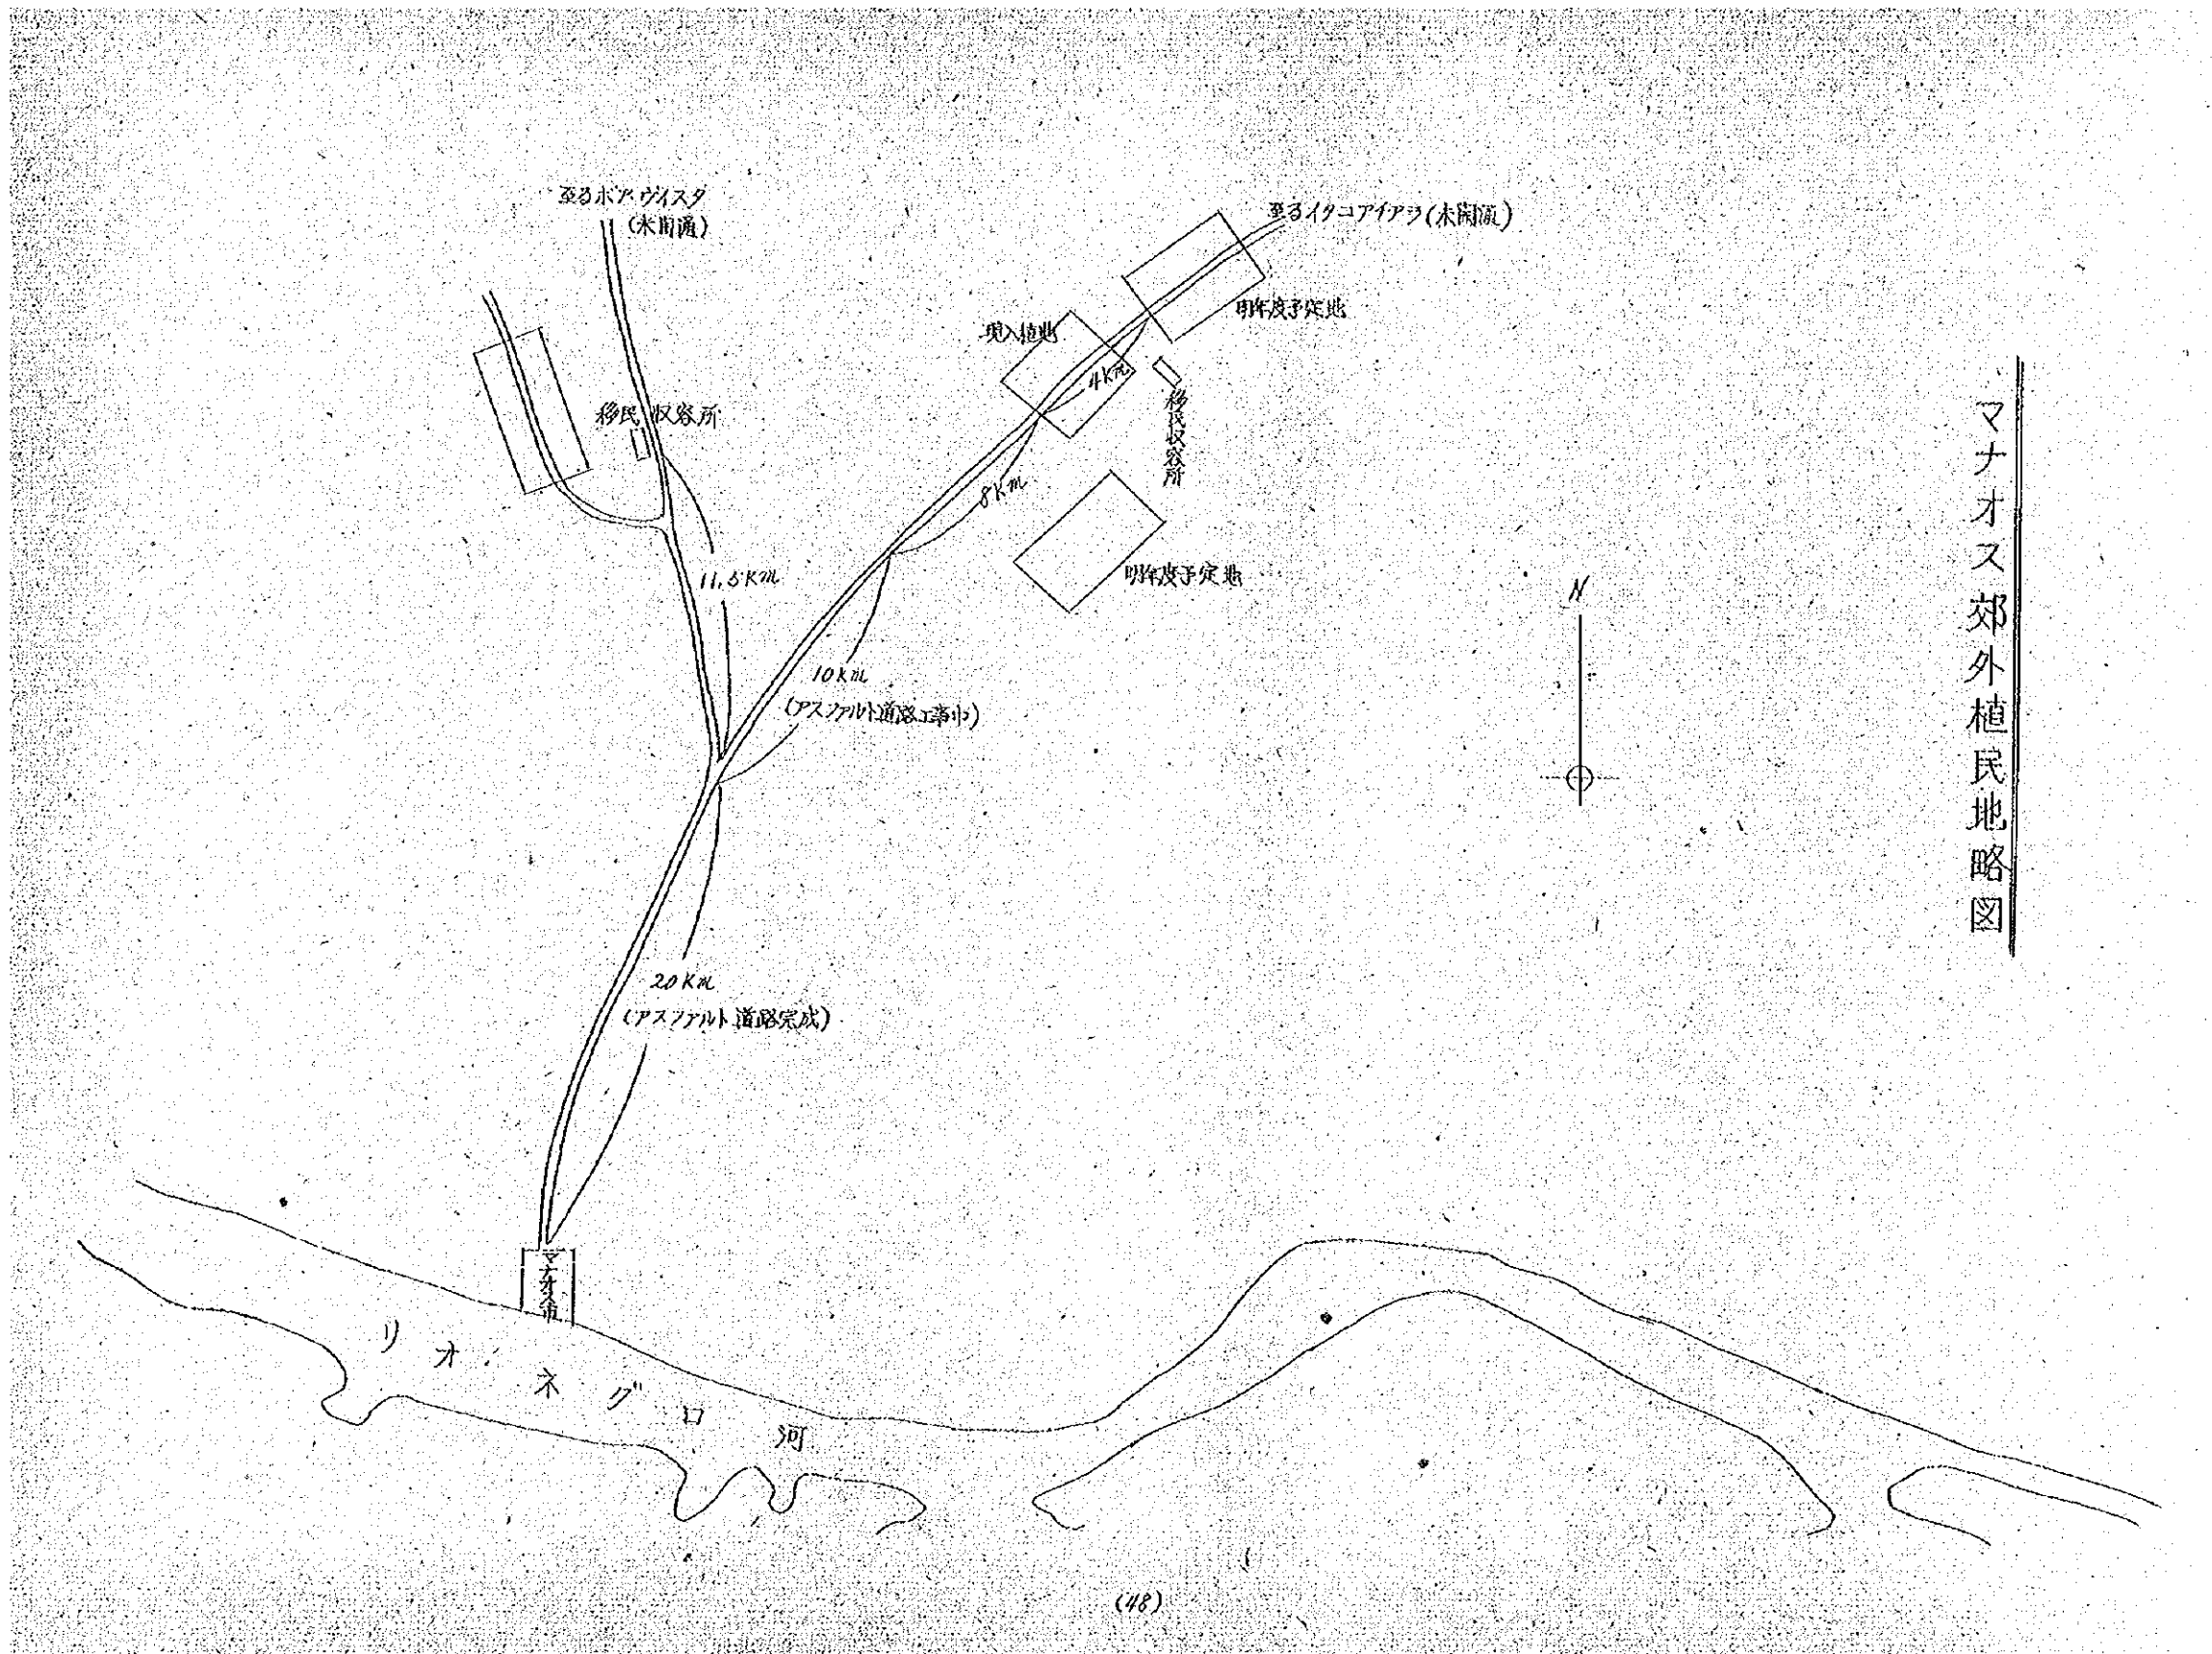 マナオス郊外植民地略図
至るボアヴィスタ
(未開通)
至るイタコアイアラ(未開通)
明年度予定地
現入植地
4Km
移民収容所
移民収容所
8Km
明年度予定地
11.5Km
N
10Km
(アスファルト道路工事中)
20Km
(アスファルト道路完成)
マナオス市
リオネグロ河
(48)